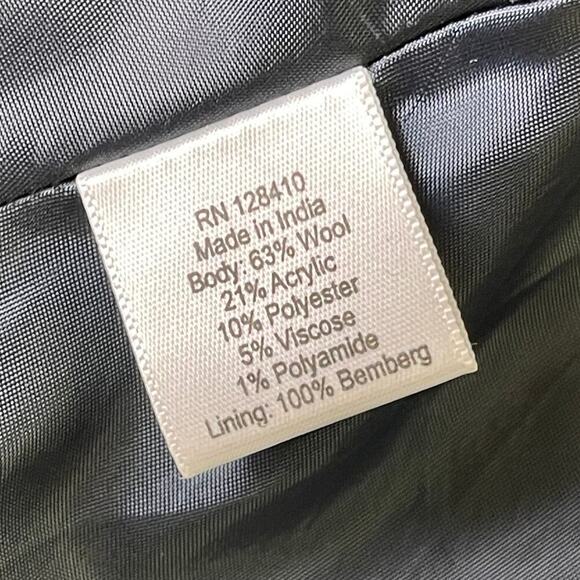 RN 128410
Made in India
Body: 63% Wool
21% Acrylic
10% Polyester
5% Viscose
1% Polyamide
Lining: 100% Bemberg